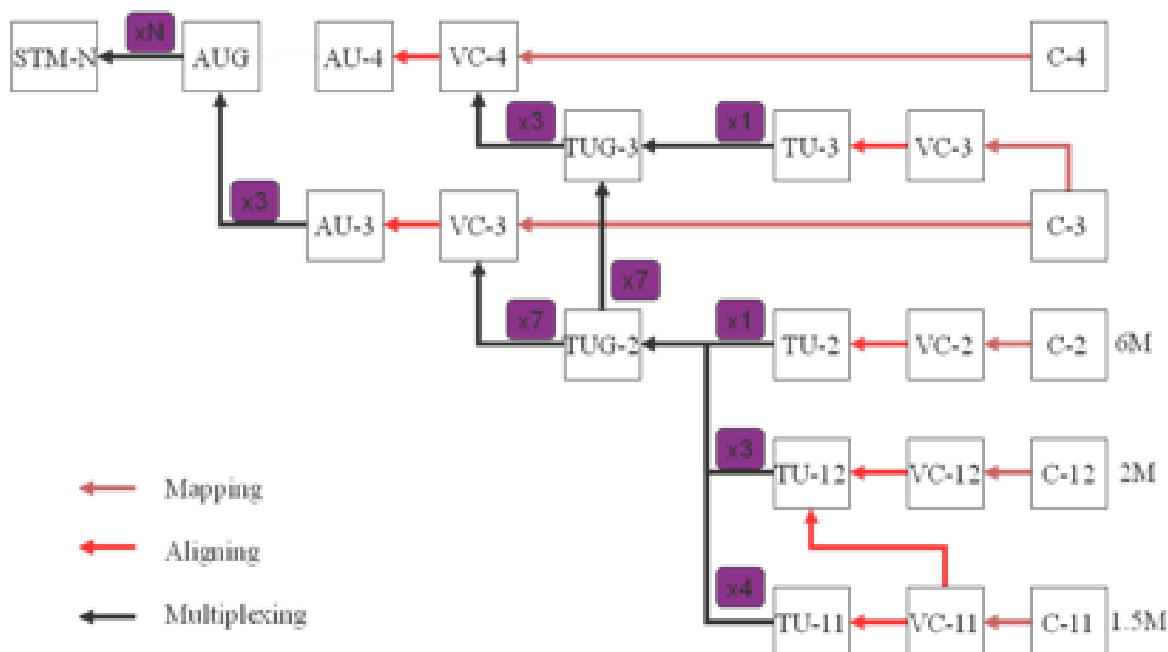 xN
STM-N AUG AU-4 VC-4 C-4
x3 x1
TUG-3 TU-3 VC-3
x3
AU-3 VC-3 C-3
x7
x7 x1
TUG-2 TU-2 VC-2 C-2 6M
x3
TU-12 VC-12 C-12 2M
Mapping
Aligning
x4
Multiplexing
TU-11 VC-11 C-11 1.5M